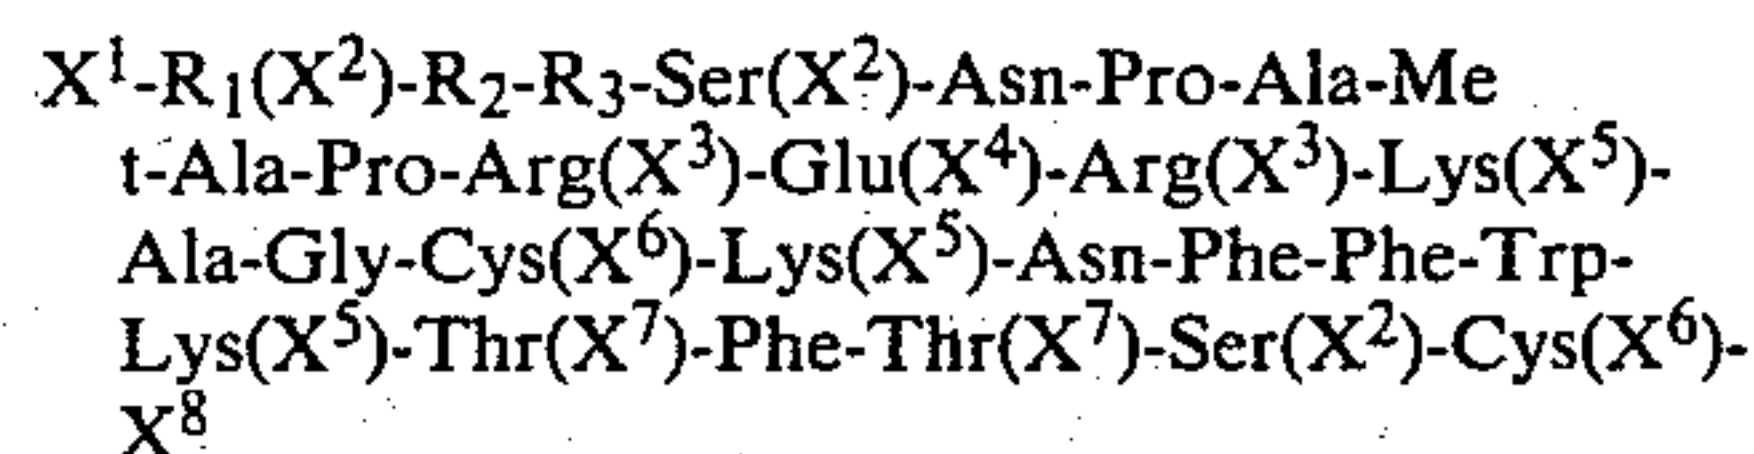 X¹-R₁(X²)-R₂-R₃-Ser(X²)-Asn-Pro-Ala-Me
t-Ala-Pro-Arg(X³)-Glu(X⁴)-Arg(X³)-Lys(X⁵)-
Ala-Gly-Cys(X⁶)-Lys(X⁵)-Asn-Phe-Phe-Trp-
Lys(X⁵)-Thr(X⁷)-Phe-Thr(X⁷)-Ser(X²)-Cys(X⁶)-
X⁸